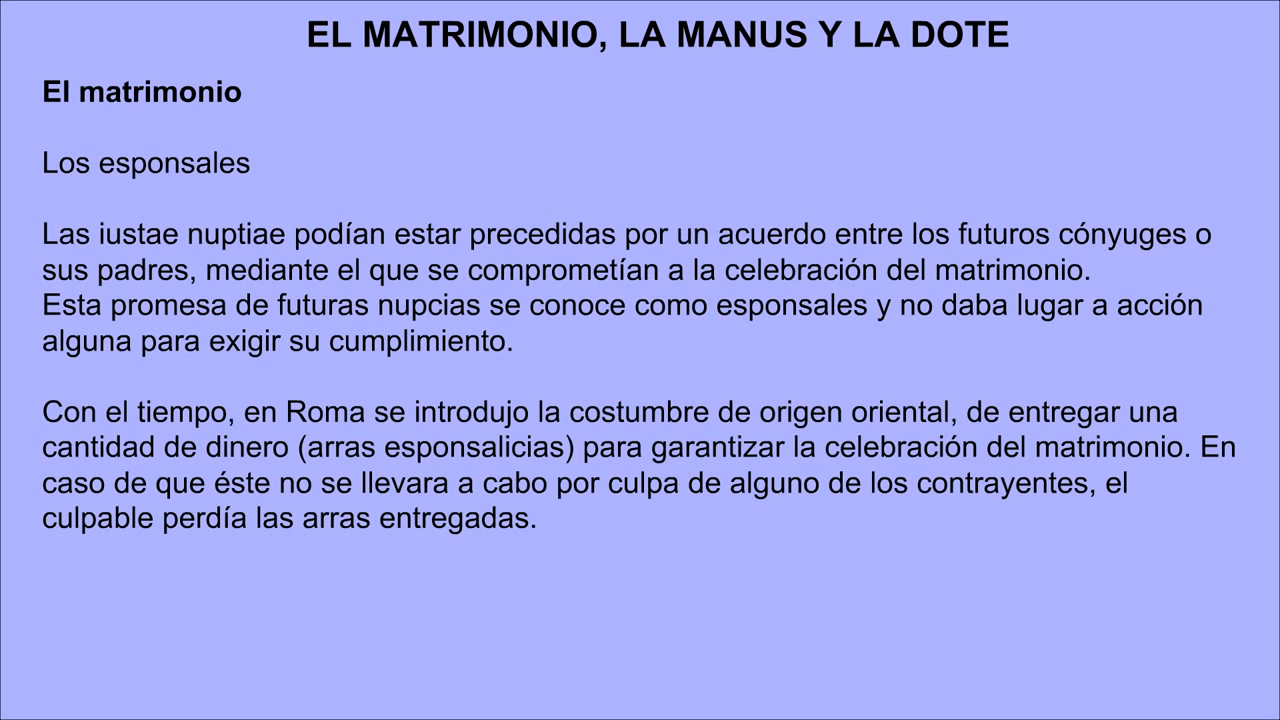 EL MATRIMONIO, LA MANUS Y LA DOTE
El matrimonio
Los esponsales
Las iustae nuptiae podían estar precedidas por un acuerdo entre los futuros cónyuges o
sus padres, mediante el que se comprometían a la celebración del matrimonio.
Esta promesa de futuras nupcias se conoce como esponsales y no daba lugar a acción
alguna para exigir su cumplimiento.
Con el tiempo, en Roma se introdujo la costumbre de origen oriental, de entregar una
cantidad de dinero (arras esponsalicias) para garantizar la celebración del matrimonio. En
caso de que éste no se llevara a cabo por culpa de alguno de los contrayentes, el
culpable perdía las arras entregadas.